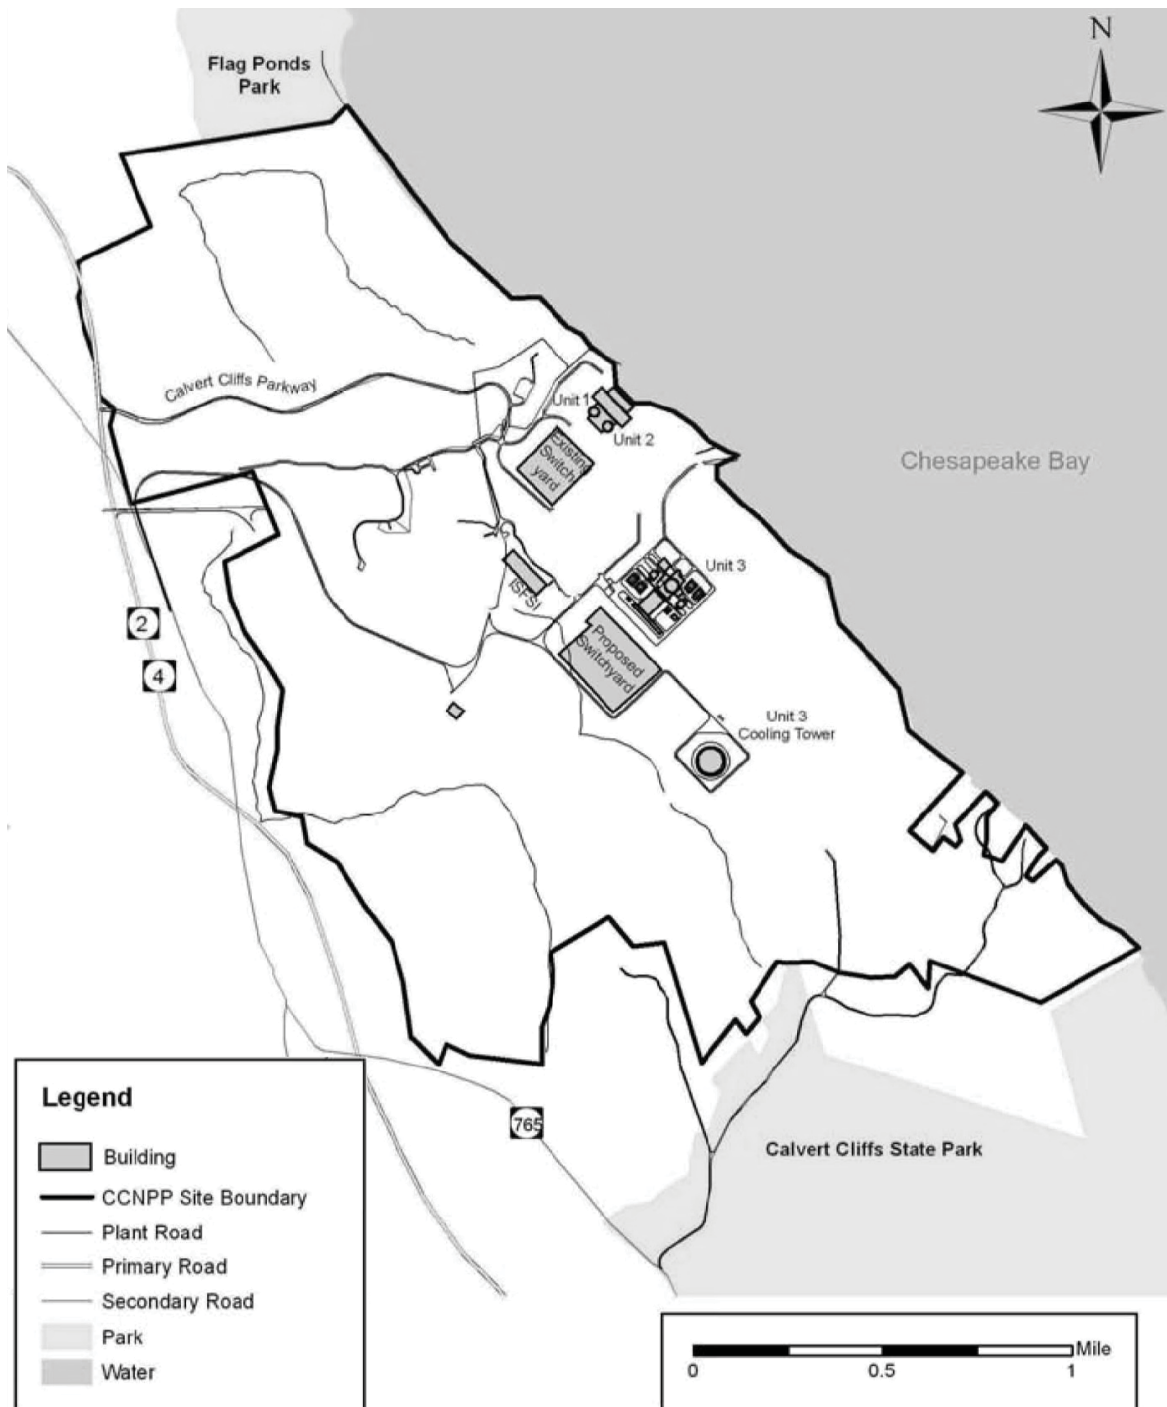 N
Flag Ponds
Park
Calvert Cliffs Parkway
Unit 1
Unit 2
Existing
Switch
yard
Chesapeake Bay
Unit 3
ISFSI
2
Proposed
Switchyard
4
Unit 3
Cooling Tower
765
Calvert Cliffs State Park
Legend
Building
CCNPP Site Boundary
Plant Road
Primary Road
Secondary Road
Park
Water
Mile
0
0.5
1